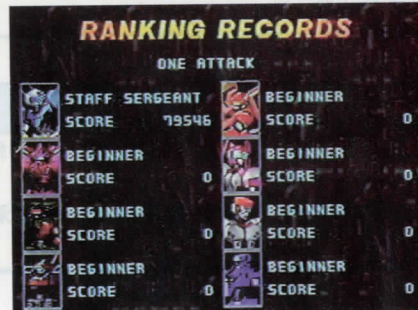 RANKING RECORDS
ONE ATTACK
STAFF SERGEANT
SCORE 79546
BEGINNER
SCORE 0
BEGINNER
SCORE 0
BEGINNER
SCORE 0
BEGINNER
SCORE 0
BEGINNER
SCORE 0
BEGINNER
SCORE 0
BEGINNER
SCORE 0